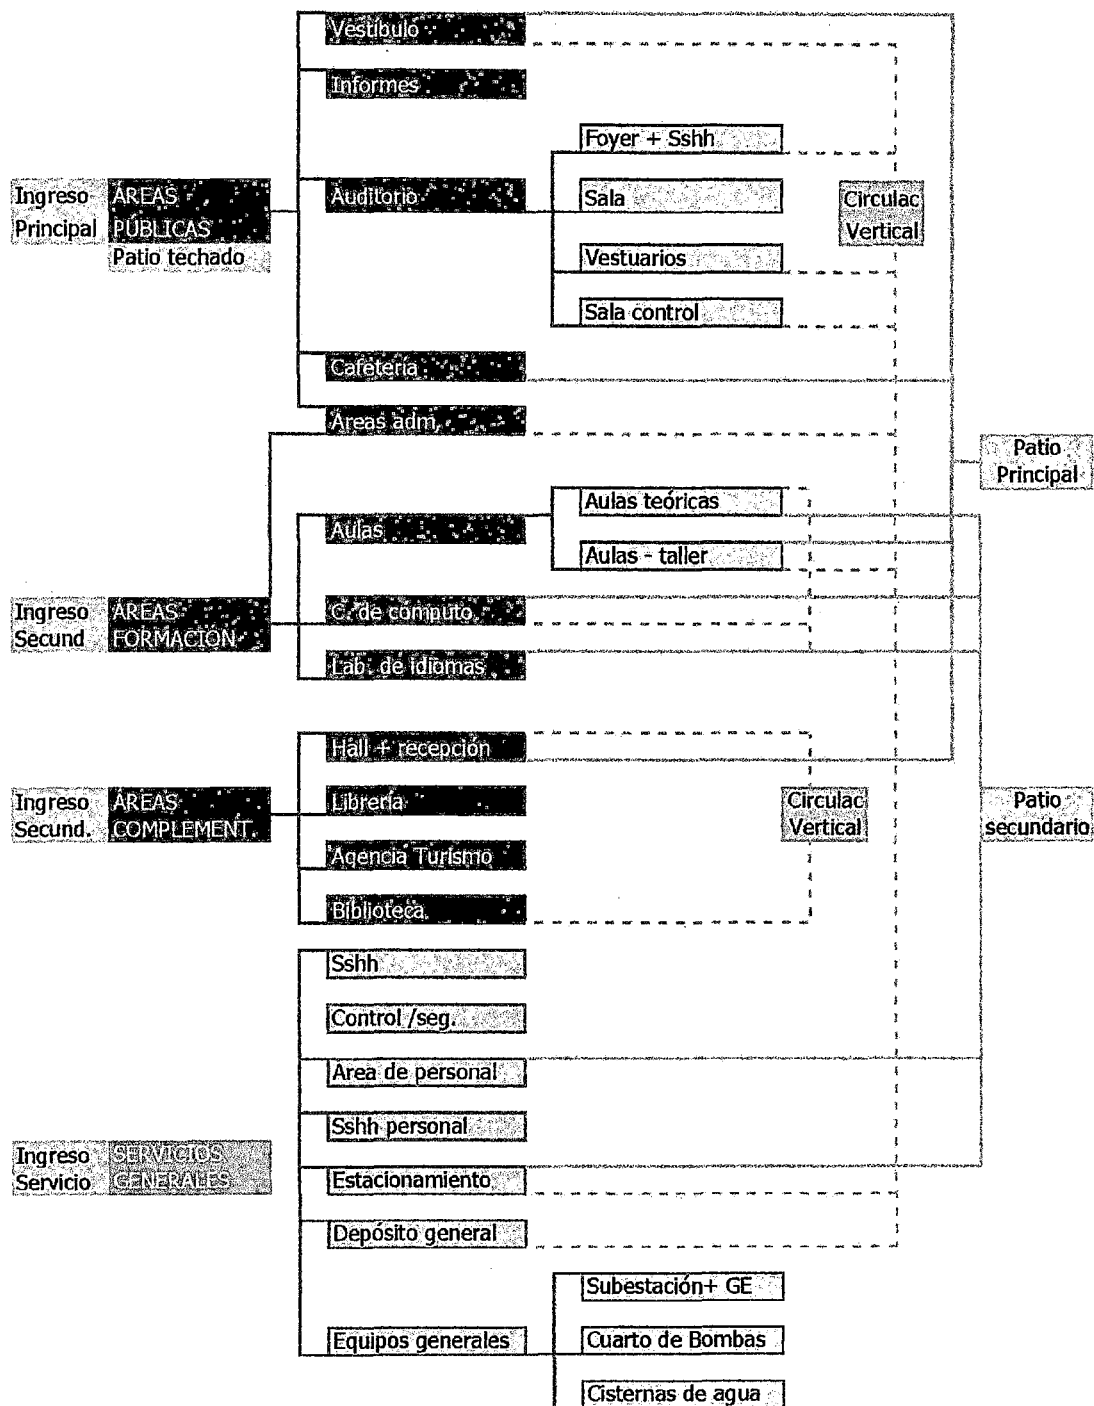 Vestíbulo
Informes
Foyer + Sshh
Ingreso
Principal
ÁREAS
PÚBLICAS
Patio techado
Auditorio
Sala
Circulac
Vertical
Vestuarios
Sala control
Cafetería
Áreas adm.
Patio
Principal
Aulas teóricas
Aulas
Aulas - taller
Ingreso
Secund
ÁREAS
FORMACIÓN
C. de cómputo
Lab. de idiomas
Hall + recepción
Ingreso
Secund.
ÁREAS
COMPLEMENT.
Librería
Circulac
Vertical
Patio
secundario
Agencia Turismo
Biblioteca
Sshh
Control /seg.
Area de personal
Sshh personal
Ingreso
Servicio
SERVICIOS
GENERALES
Estacionamiento
Depósito general
Subestación+ GE
Equipos generales
Cuarto de Bombas
Cisternas de agua